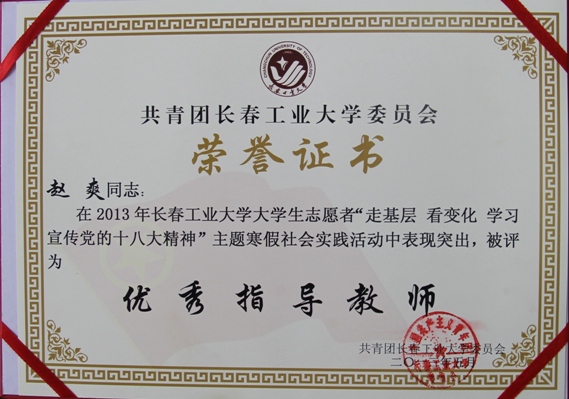 共青团长春工业大学委员会
荣誉证书
赵 爽同志：
在 2013 年长春工业大学大学生志愿者“走基层 看变化 学习
宣传党的十八大精神”主题寒假社会实践活动中表现突出，被评
为
优秀指导教师
共青团长春工业大学委员会